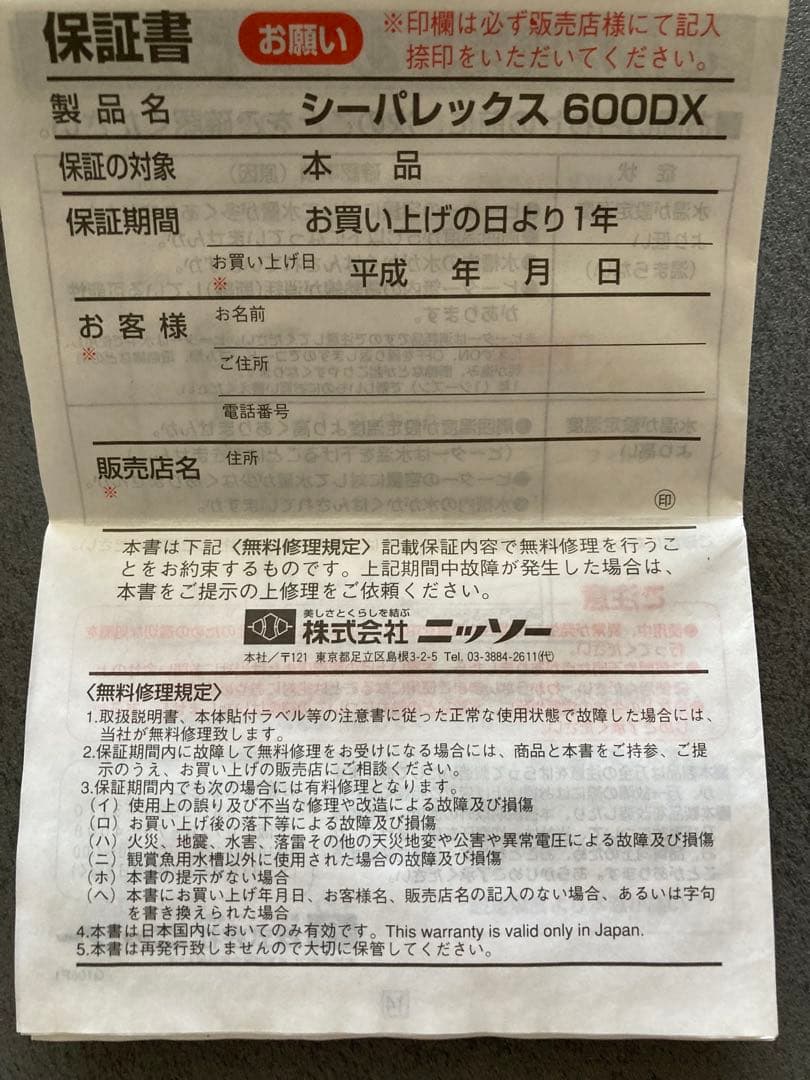 保証書 お願い ※印欄は必ず販売店様にて記入
捺印をいただいてください。
製品名 シーパレックス 600DX
保証の対象 本 品
保証期間 お買い上げの日より1年
お買い上げ日 平成 年 月 日
※
お客様 お名前
※
ご住所
電話番号
販売店名 住所
※
㊞
本書は下記〈無料修理規定〉記載保証内容で無料修理を行うこ
とをお約束するものです。上記期間中故障が発生した場合は、
本書をご提示の上修理をご依頼ください。
美しさとくらしを結ぶ
株式会社 ニッソー
本社／〒121 東京都足立区島根3-2-5 Tel. 03-3884-2611(代)
〈無料修理規定〉
1.取扱説明書、本体貼付ラベル等の注意書に従った正常な使用状態で故障した場合には、
当社が無料修理致します。
2.保証期間内に故障して無料修理をお受けになる場合には、商品と本書をご持参、ご提
示のうえ、お買い上げの販売店にご相談ください。
3.保証期間内でも次の場合には有料修理となります。
（イ）使用上の誤り及び不当な修理や改造による故障及び損傷
（ロ）お買い上げ後の落下等による故障及び損傷
（ハ）火災、地震、水害、落雷その他の天災地変や公害や異常電圧による故障及び損傷
（ニ）観賞魚用水槽以外に使用された場合の故障及び損傷
（ホ）本書の提示がない場合
（ヘ）本書にお買い上げ年月日、お客様名、販売店名の記入のない場合、あるいは字句
を書き換えられた場合
4.本書は日本国内においてのみ有効です。This warranty is valid only in Japan.
5.本書は再発行致しませんので大切に保管してください。